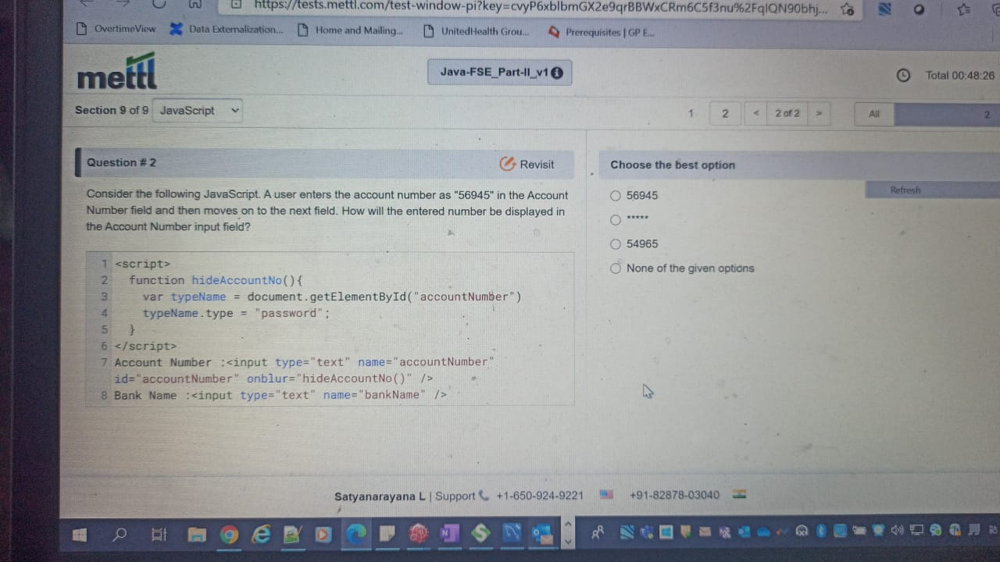 https://tests.mettl.com/test-window-pi?key=cvyP6xblbmGX2e9qrBBWxCRm6C5f3nu%2FqlQN90bhj...
OvertimeView
Data Externalization...
Home and Mailing...
UnitedHealth Grou...
Prerequisites | GP E...
mettl
Java-FSE_Part-II_v1
Total 00:48:26
Section 9 of 9 JavaScript
1 2 < 2 of 2 > All 2
Question # 2
Revisit
Consider the following JavaScript. A user enters the account number as "56945" in the Account
Number field and then moves on to the next field. How will the entered number be displayed in
the Account Number input field?
1 <script>
2 function hideAccountNo(){
3 var typeName = document.getElementById("accountNumber")
4 typeName.type = "password";
5 }
6 </script>
7 Account Number :<input type="text" name="accountNumber"
id="accountNumber" onblur="hideAccountNo()" />
8 Bank Name :<input type="text" name="bankName" />
Choose the best option
Refresh
56945
*****
54965
None of the given options
Satyanarayana L | Support +1-650-924-9221 +91-82878-03040